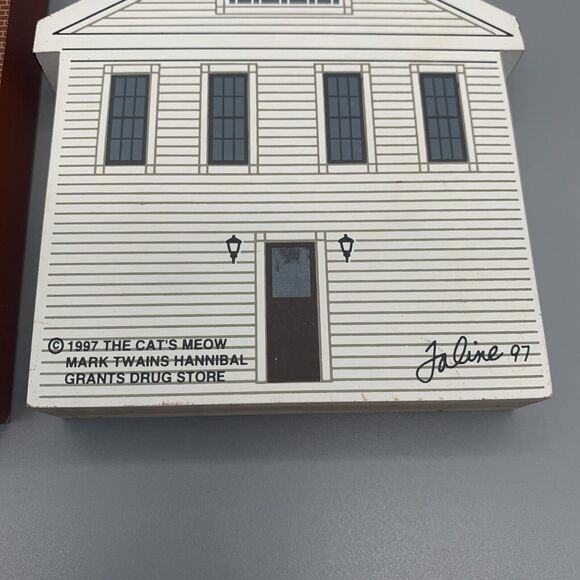 © 1997 THE CAT'S MEOW
MARK TWAINS HANNIBAL
GRANTS DRUG STORE
Faline 97